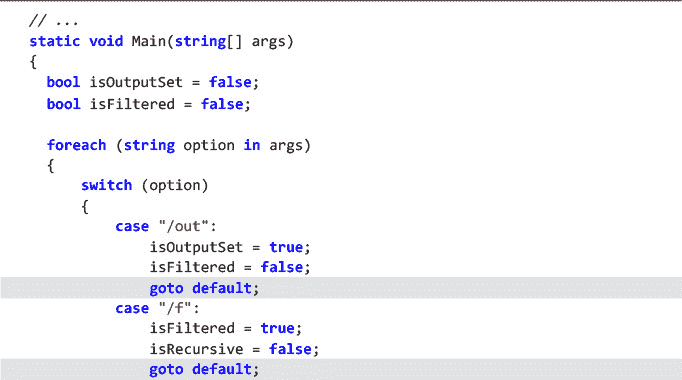 // ...
static void Main(string[] args)
{
bool isOutputSet = false;
bool isFiltered = false;
foreach (string option in args)
{
switch (option)
{
case "/out":
isOutputSet = true;
isFiltered = false;
goto default;
case "/f":
isFiltered = true;
isRecursive = false;
goto default;